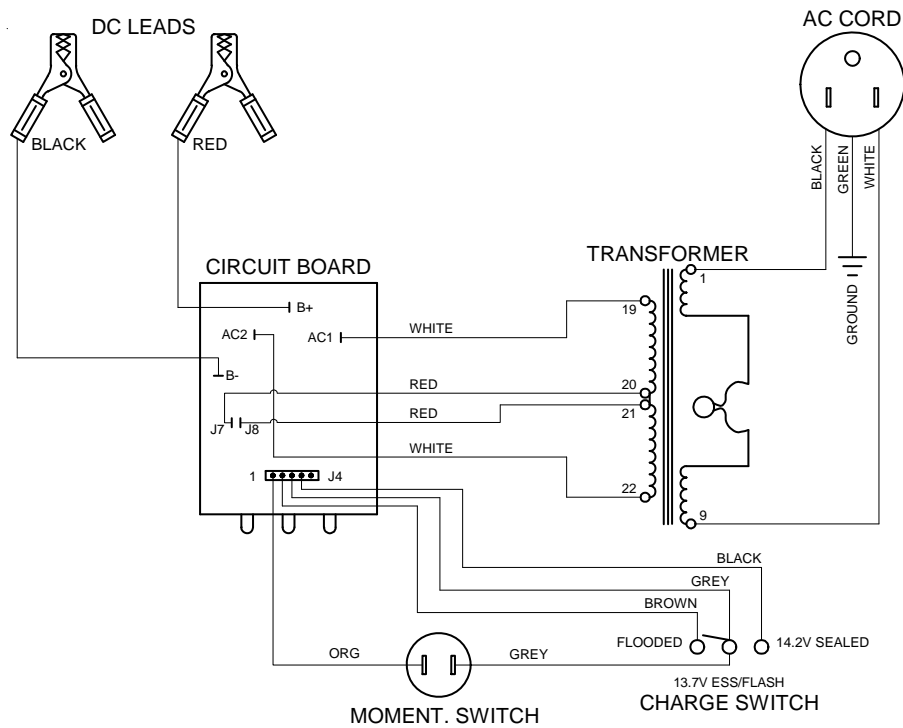 DC LEADS
AC CORD
BLACK
RED
BLACK
GREEN
WHITE
TRANSFORMER
CIRCUIT BOARD
1
GROUND
B+
19
WHITE
AC2
AC1
B-
RED
20
21
J7
J8
RED
WHITE
1
J4
22
9
BLACK
GREY
BROWN
FLOODED
14.2V SEALED
ORG
GREY
13.7V ESS/FLASH
CHARGE SWITCH
MOMENT. SWITCH